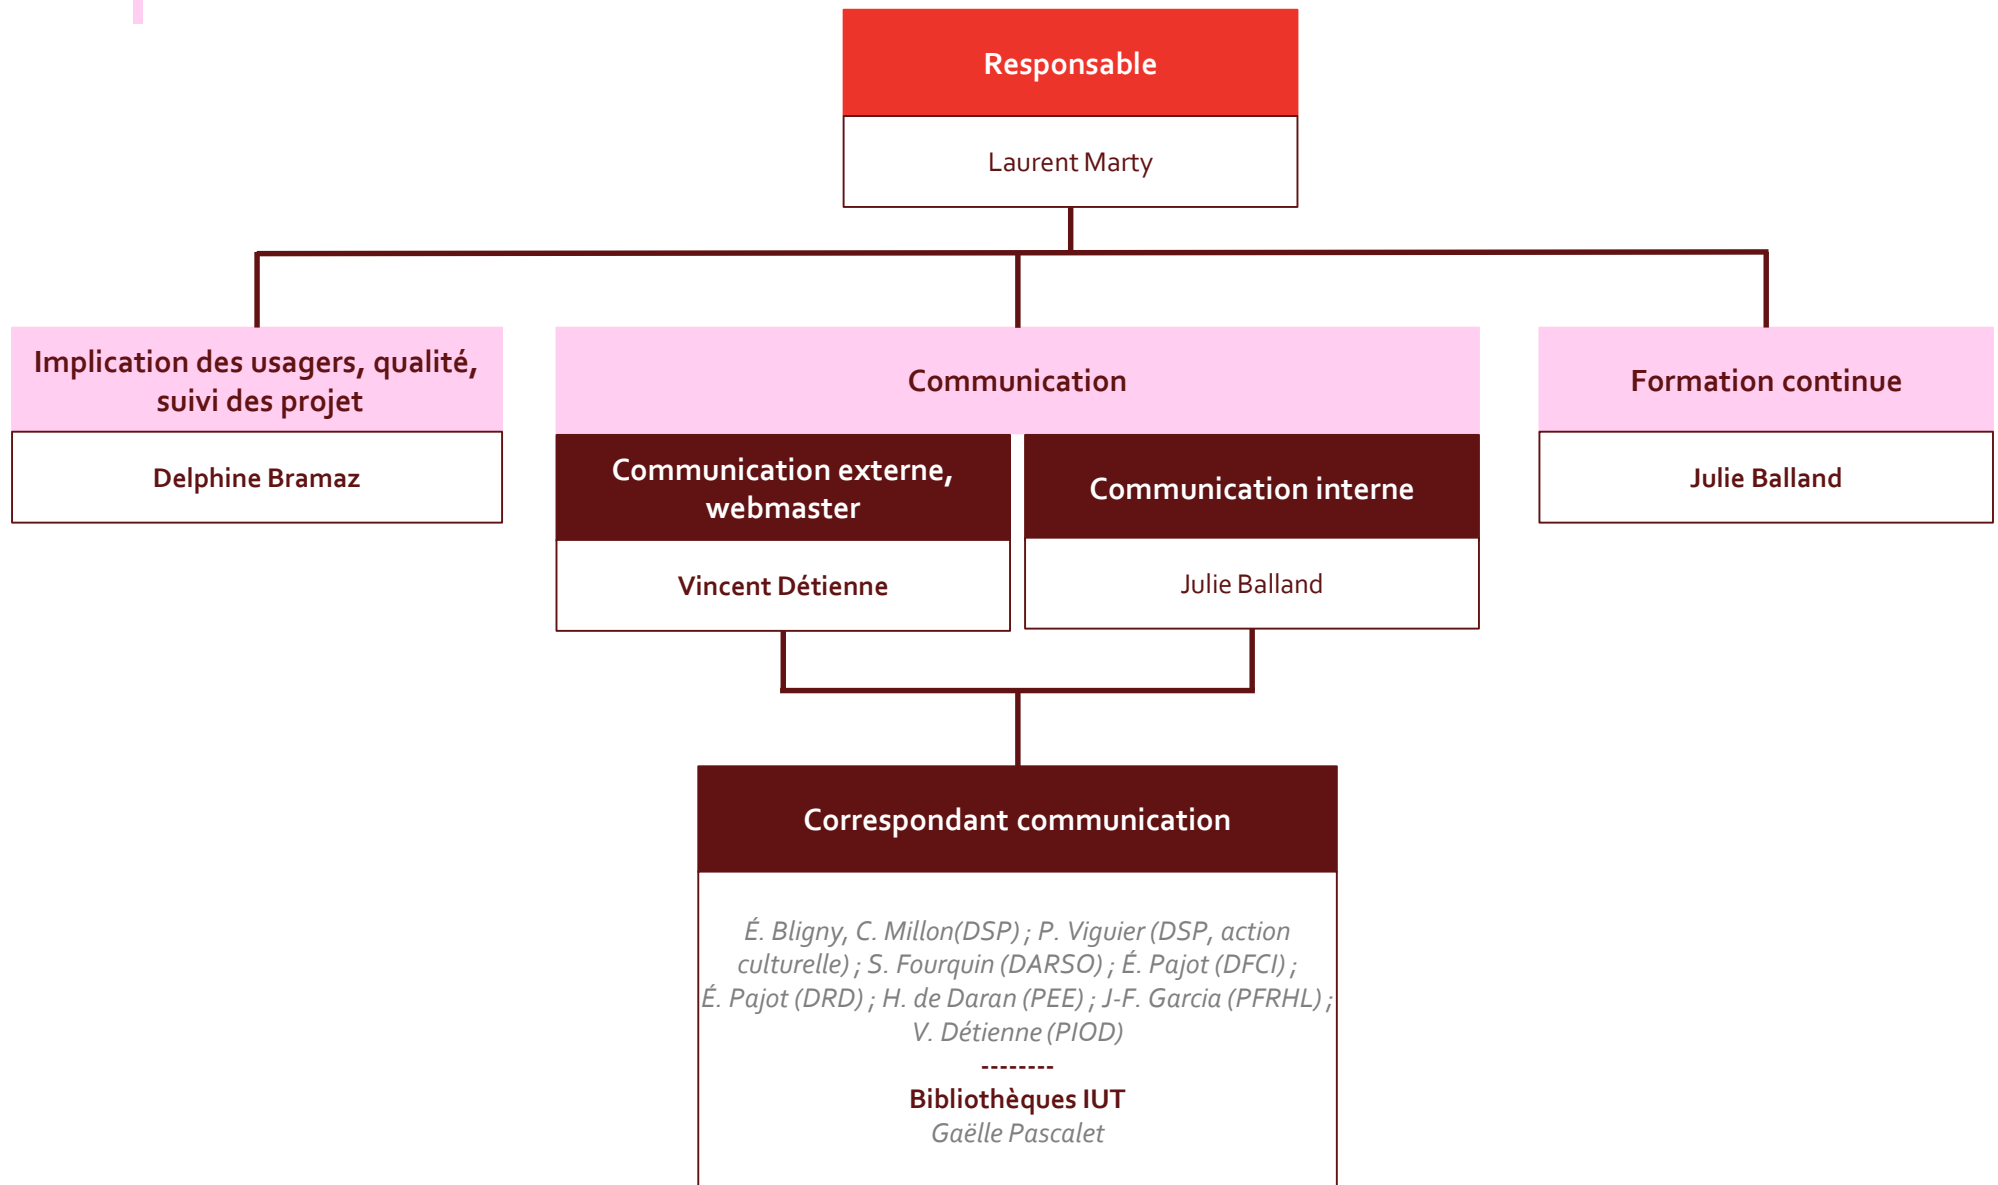 Responsable
Laurent Marty
Implication des usagers, qualité,
suivi des projet
Delphine Bramaz
Communication
Communication externe,
webmaster
Vincent Détienne
Communication interne
Julie Balland
Formation continue
Julie Balland
Correspondant communication
É. Bligny, C. Millon(DSP) ; P. Viguier (DSP, action
culturelle) ; S. Fourquin (DARSO) ; É. Pajot (DFCI) ;
É. Pajot (DRD) ; H. de Daran (PEE) ; J-F. Garcia (PFRHL) ;
V. Détienne (PIOD)
--------
Bibliothèques IUT
Gaëlle Pascalet